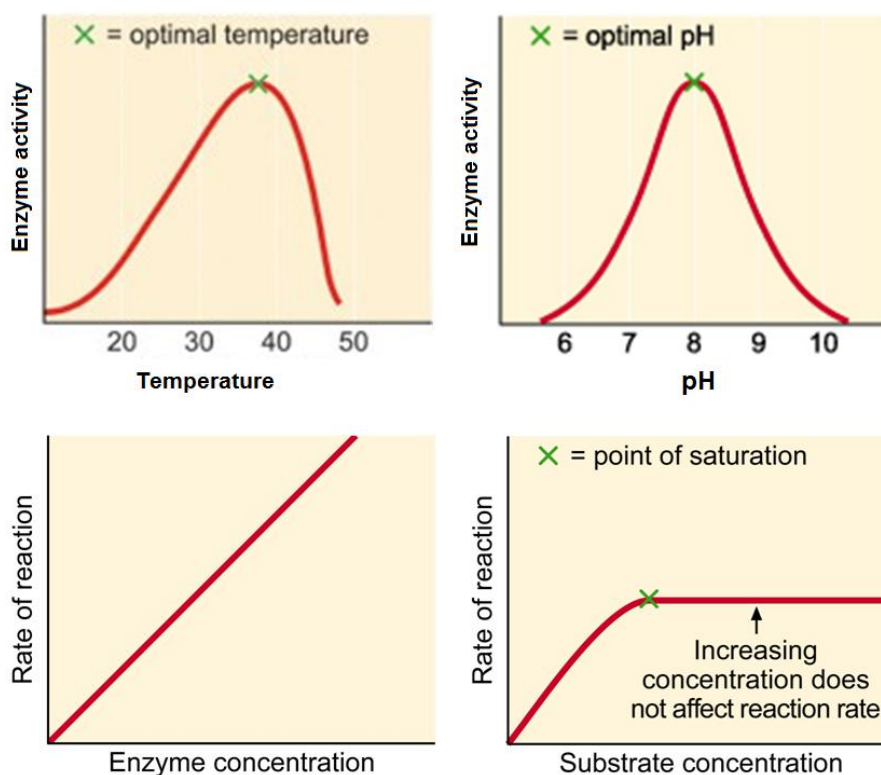 × = optimal temperature
Enzyme activity
20 30 40 50
Temperature
× = optimal pH
Enzyme activity
6 7 8 9 10
pH
Rate of reaction
Enzyme concentration
× = point of saturation
Rate of reaction
Increasing
concentration does
not affect reaction rate
Substrate concentration